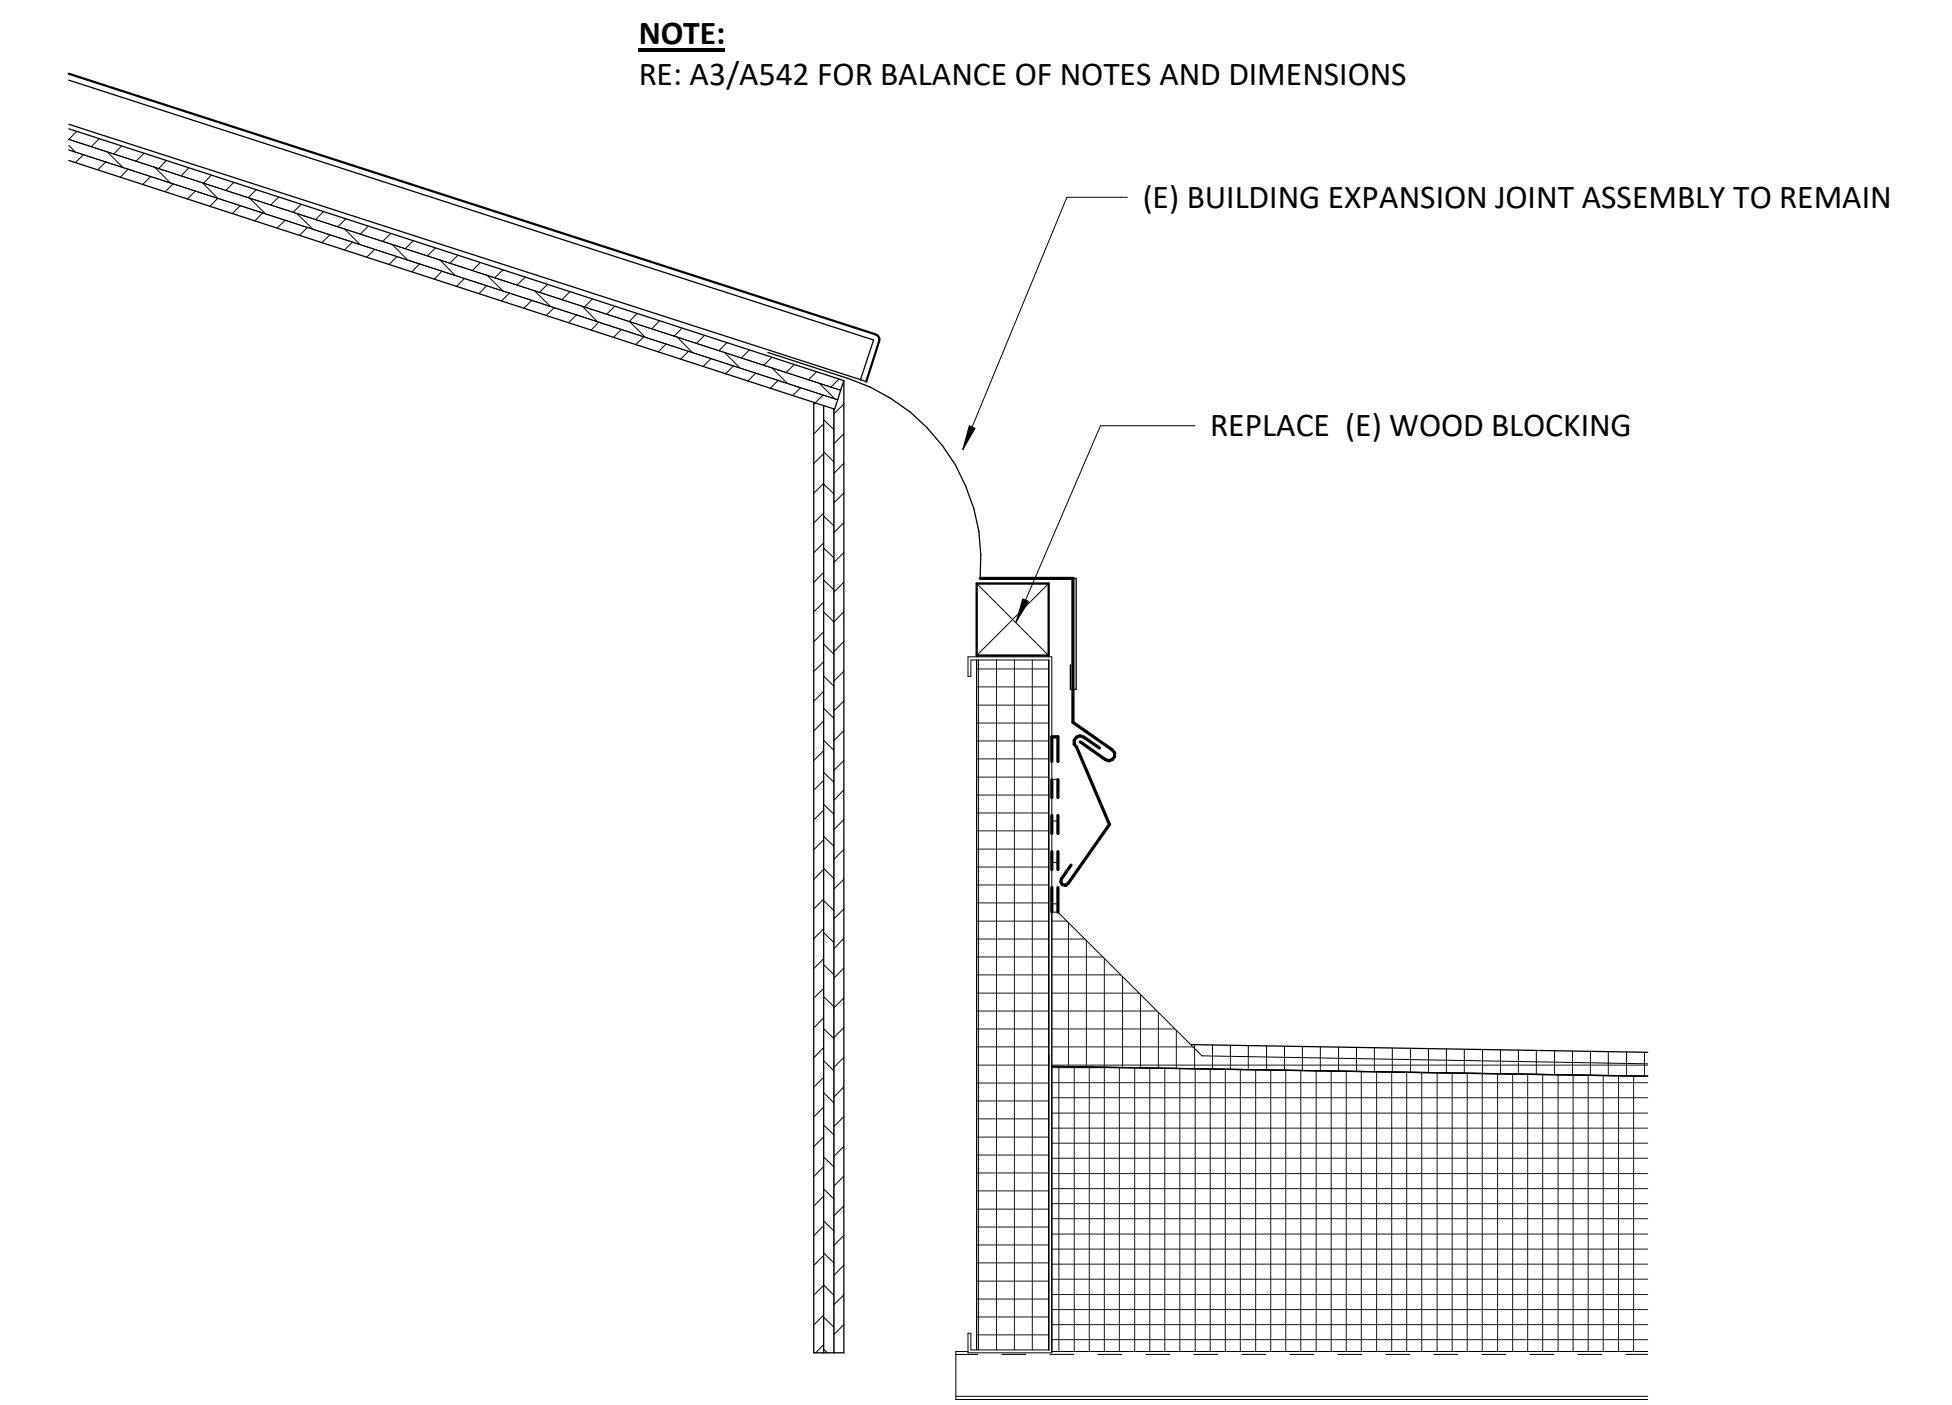 NOTE:
RE: A3/A542 FOR BALANCE OF NOTES AND DIMENSIONS
(E) BUILDING EXPANSION JOINT ASSEMBLY TO REMAIN
REPLACE (E) WOOD BLOCKING